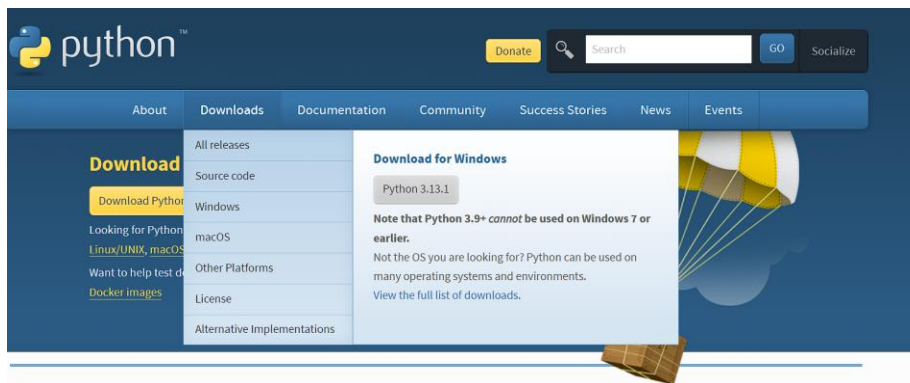 python™
Donate
Search
GO
Socialize
About
Downloads
Documentation
Community
Success Stories
News
Events
Download
Download Python
Looking for Python
Linux/UNIX, macOS
Want to help test
Docker images
All releases
Source code
Windows
macOS
Other Platforms
License
Alternative Implementations
Download for Windows
Python 3.13.1
Note that Python 3.9+ cannot be used on Windows 7 or
earlier.
Not the OS you are looking for? Python can be used on
many operating systems and environments.
View the full list of downloads.